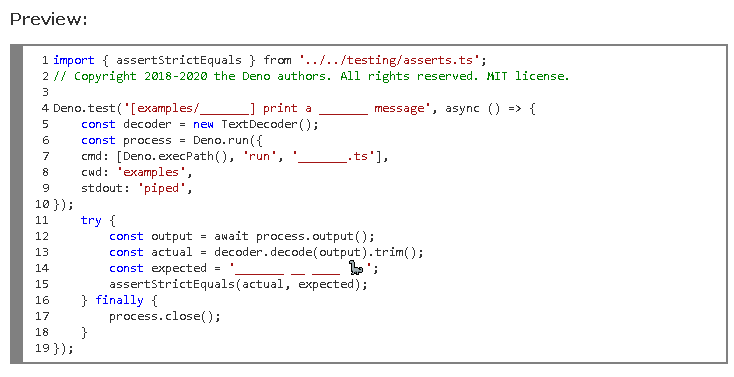 Preview:
1 import { assertStrictEquals } from '../../testing/asserts.ts';
2 // Copyright 2018-2020 the Deno authors. All rights reserved. MIT license.
3
4 Deno.test('[examples/_______] print a _______ message', async () => {
5     const decoder = new TextDecoder();
6     const process = Deno.run({
7     cmd: [Deno.execPath(), 'run', '_______.ts'],
8     cwd: 'examples',
9     stdout: 'piped',
10 });
11     try {
12         const output = await process.output();
13         const actual = decoder.decode(output).trim();
14         const expected = '_______ __ ____ 🦕';
15         assertStrictEquals(actual, expected);
16     } finally {
17         process.close();
18     }
19 });